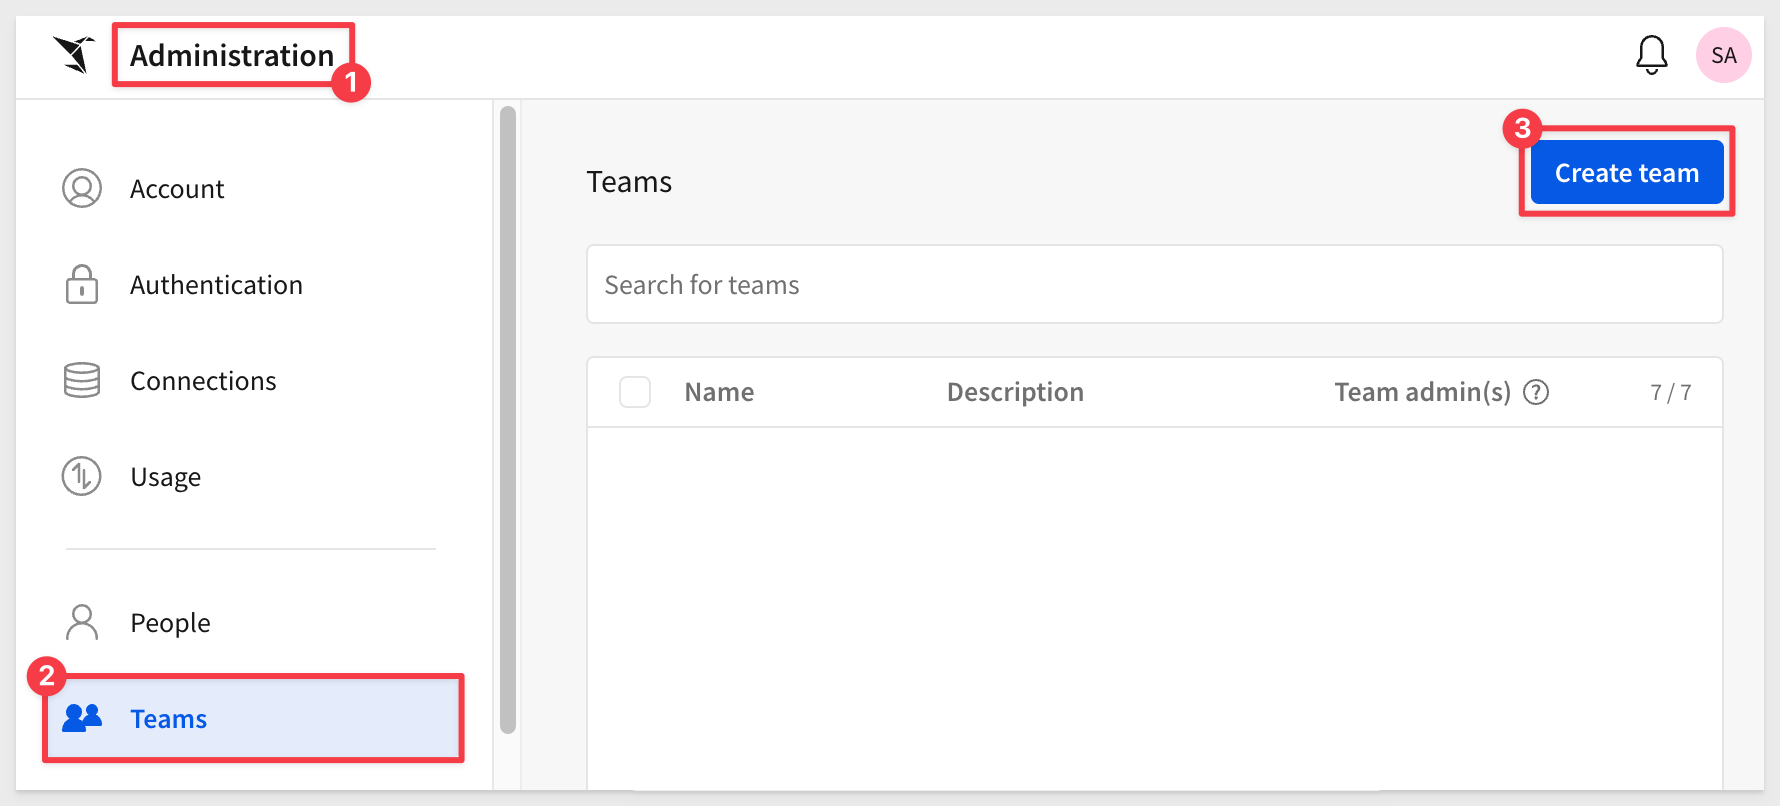 Administration
1
SA
Account
Authentication
Connections
Usage
People
2
Teams
Teams
3
Create team
Search for teams
Name Description Team admin(s) ? 7 / 7